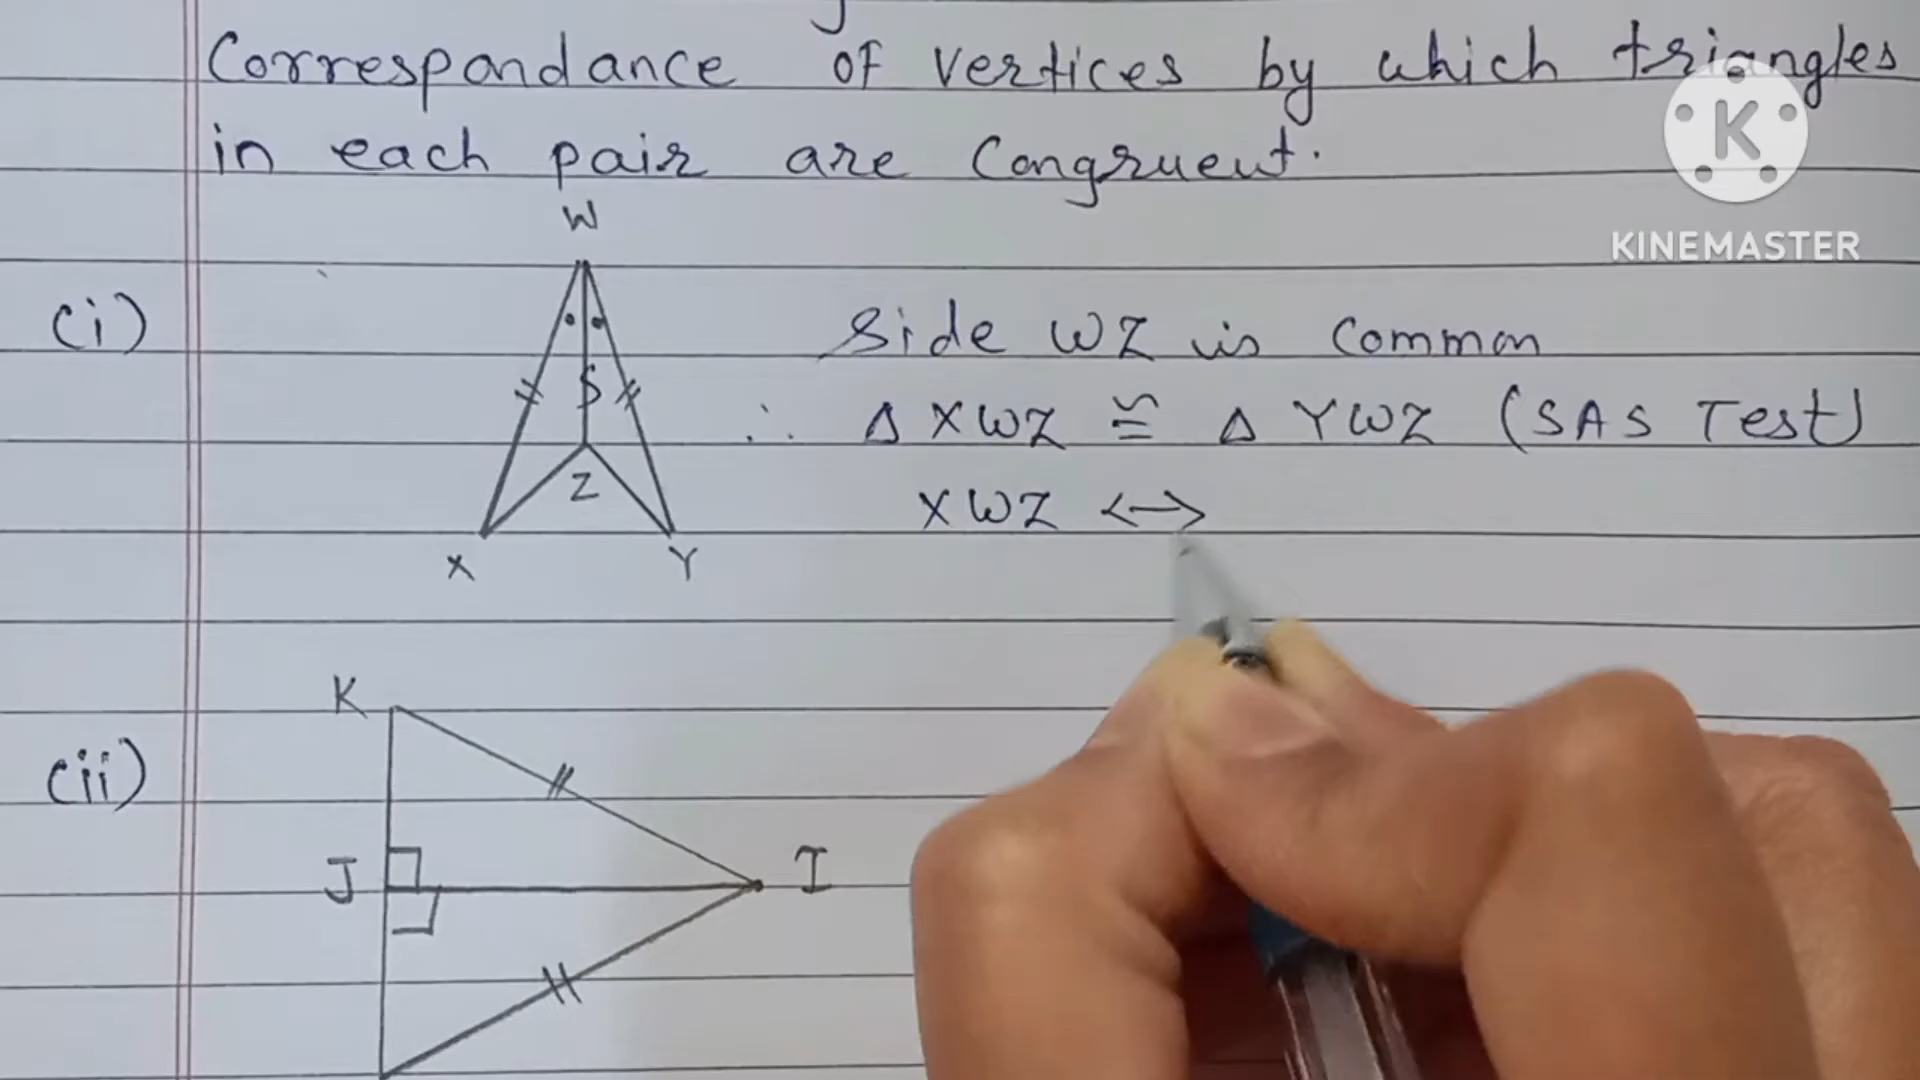 Correspondance of vertices by which triangles
in each pair are Congruent.
K
KINEMASTER
W
(i)
Side WZ is Common
∴ Δ XWZ ≅ Δ YWZ (SAS Test)
Z
XWZ <->
X
Y
K
(ii)
J
I